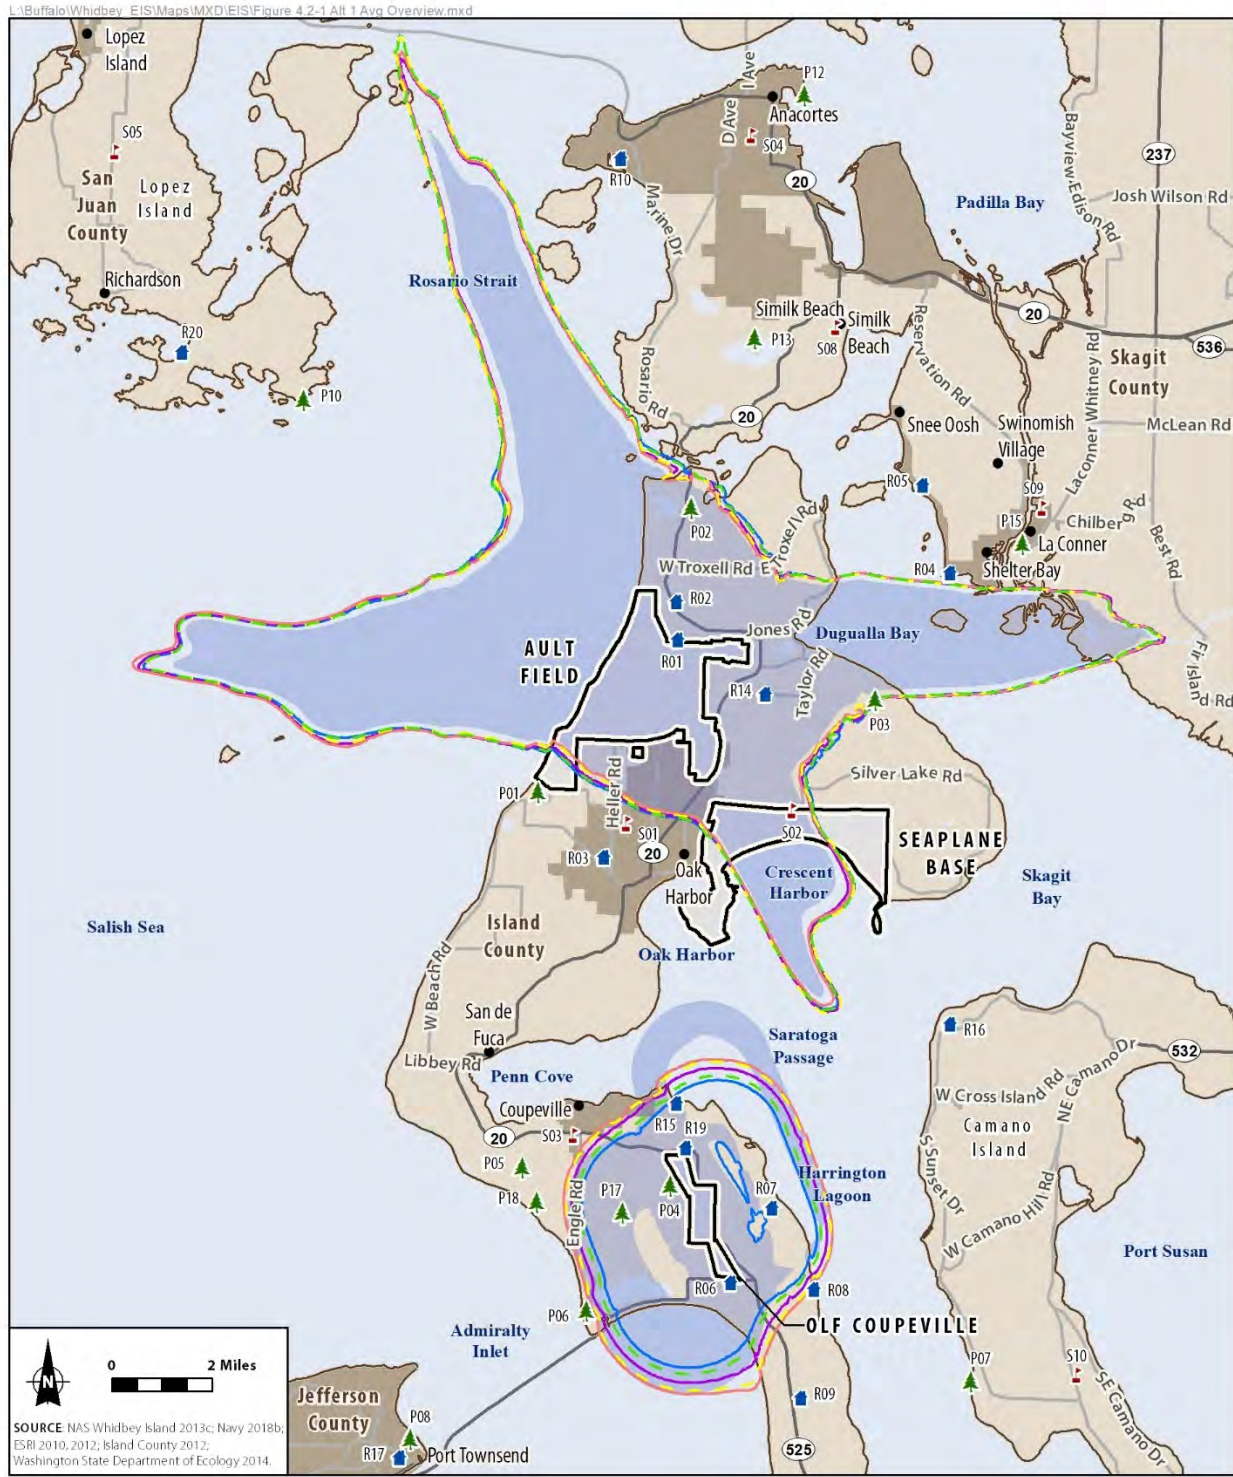 L:\Buffalo\Whidbey_EIS\Maps\MXD\EIS\Figure 4.2-1 Alt 1 Avg Overview.mxd
Lopez
Island
S05
San
Juan
County
Lopez
Island
Richardson
R20
P10
Rosario Strait
I Ave
D Ave
P12
Anacortes
S04
R10
20
Marine Dr
Padilla Bay
Bayview Edison Rd
237
Josh Wilson Rd
20
536
Similk Beach
P13
S08
Similk
Beach
Reservation Rd
Laconner Whitney Rd
Skagit
County
Rosario Rd
20
Snee Oosh
Swinomish
Village
McLean Rd
R05
S09
P15
Chilberg Rd
La Conner
Best Rd
R04
Shelter Bay
P02
W Troxell Rd
E Troxell Rd
R02
Jones Rd
Dugualla Bay
Fir Island Rd
AULT
FIELD
R01
R14
Taylor Rd
P03
Silver Lake Rd
P01
Heller Rd
S01
S02
20
R03
Oak
Harbor
SEAPLANE
BASE
Crescent
Harbor
Skagit
Bay
Salish Sea
Island
County
Oak Harbor
W Beach Rd
San de
Fuca
Libbey Rd
R16
Saratoga
Passage
532
Penn Cove
NE Camano Dr
W Cross Island Rd
Coupeville
Camano
Island
20
S03
R15
R19
P05
S Sunset Dr
Harrington
Lagoon
P18
Engle Rd
P17
P04
R07
W Camano Hill Rd
Port Susan
R06
R08
P06
OLF COUPEVILLE
Admiralty
Inlet
P07
S10
SE Camano Dr
R09
525
N
0 2 Miles
SOURCE: NAS Whidbey Island 2013c; Navy 2018b;
ESRI 2010, 2012; Island County 2012;
Washington State Department of Ecology 2014.
Jefferson
County
P08
R17
Port Townsend